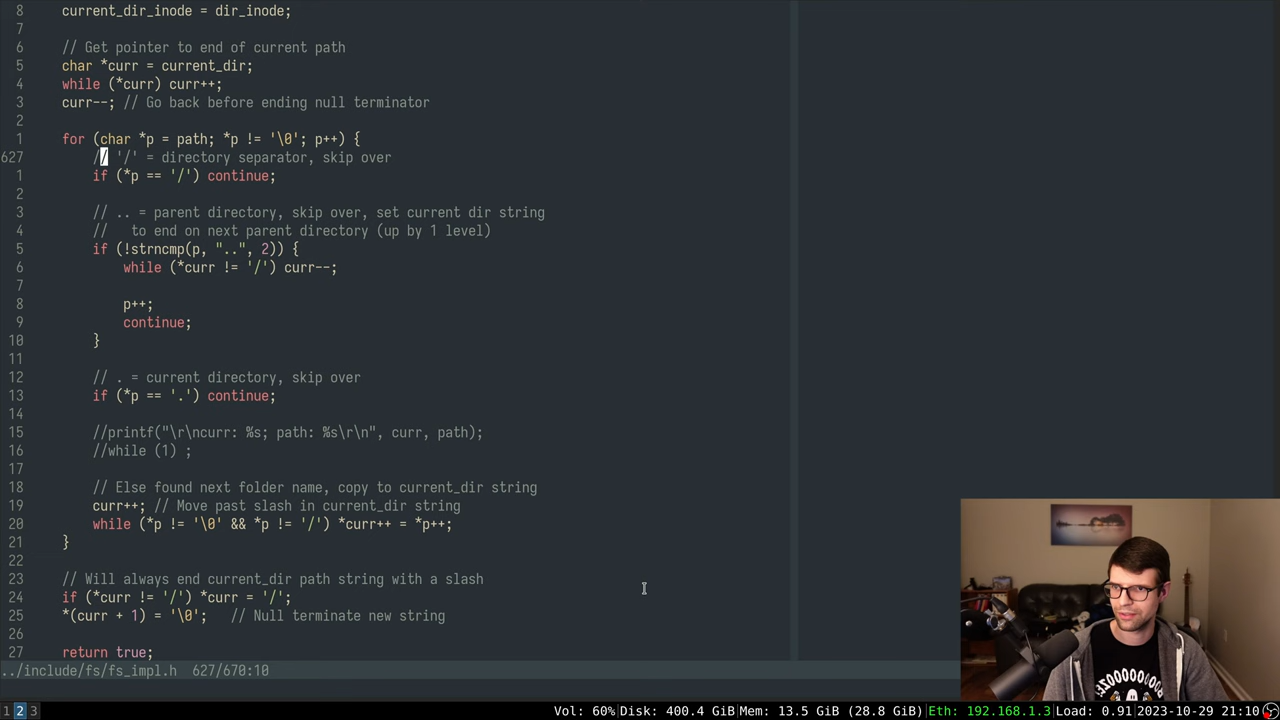 8 current_dir_inode = dir_inode;
7
6 // Get pointer to end of current path
5 char *curr = current_dir;
4 while (*curr) curr++;
3 curr--; // Go back before ending null terminator
2
1 for (char *p = path; *p != '\0'; p++) {
627 // '/' = directory separator, skip over
1 if (*p == '/') continue;
2
3 // .. = parent directory, skip over, set current dir string
4 // to end on next parent directory (up by 1 level)
5 if (!strncmp(p, "..", 2)) {
6 while (*curr != '/') curr--;
7
8 p++;
9 continue;
10 }
11
12 // . = current directory, skip over
13 if (*p == '.') continue;
14
15 //printf("\r\ncurr: %s; path: %s\r\n", curr, path);
16 //while (1) ;
17
18 // Else found next folder name, copy to current_dir string
19 curr++; // Move past slash in current_dir string
20 while (*p != '\0' && *p != '/') *curr++ = *p++;
21 }
22
23 // Will always end current_dir path string with a slash
24 if (*curr != '/') *curr = '/';
25 *(curr + 1) = '\0'; // Null terminate new string
26
27 return true;
../include/fs/fs_impl.h 627/670:10
1 2 3 Vol: 60%|Disk: 400.4 GiB|Mem: 13.5 GiB (28.8 GiB)|Eth: 192.168.1.3|Load: 0.91|2023-10-29 21:10